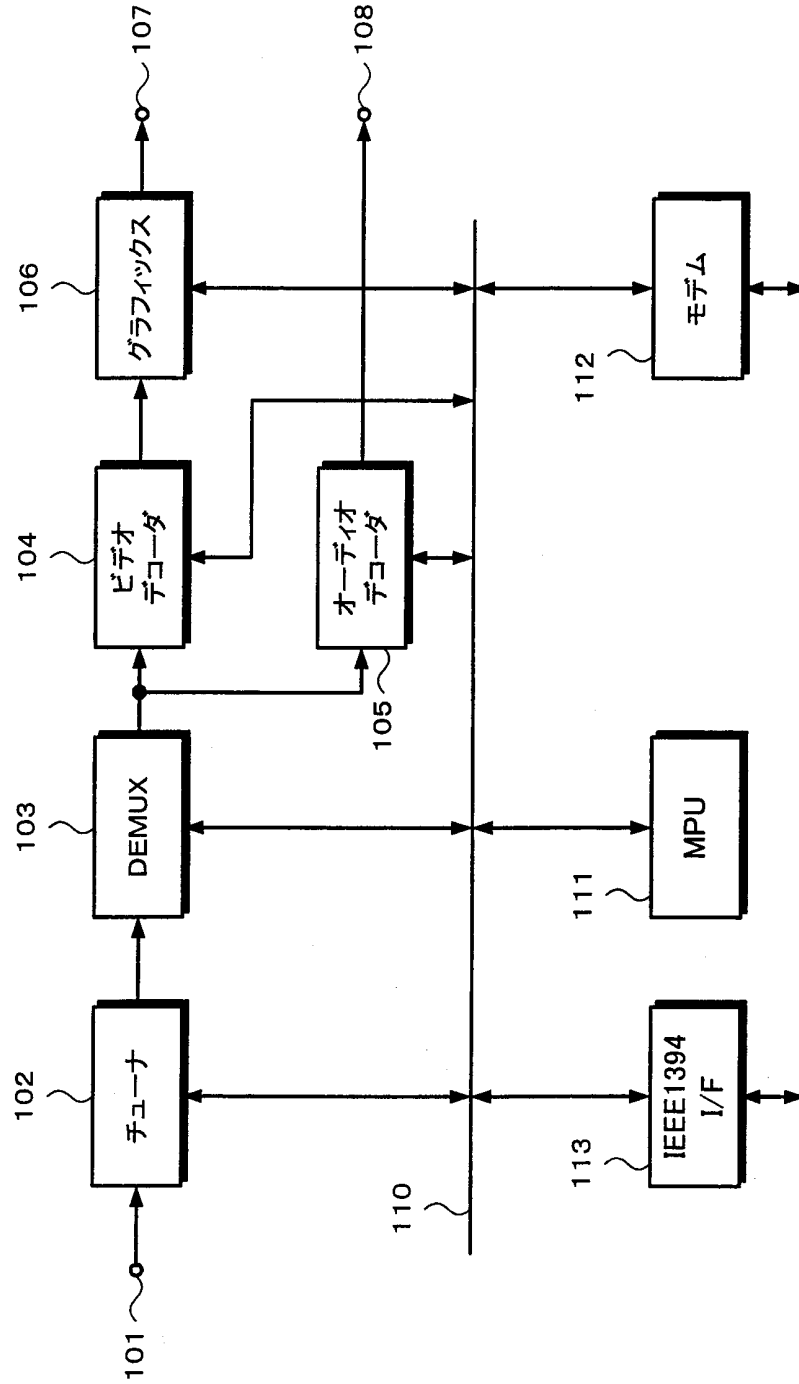 101
102
チューナ
103
DEMUX
104
ビデオ
デコーダ
106
グラフィックス
107
105
オーディオ
デコーダ
108
110
113
IEEE1394
I/F
111
MPU
112
モデム